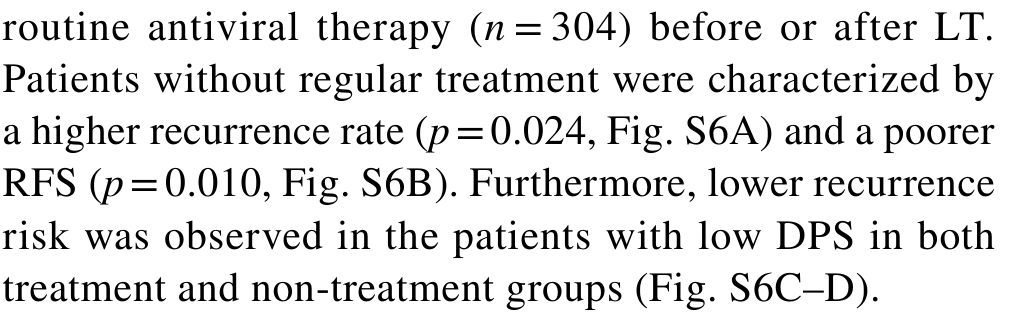 routine antiviral therapy (n = 304) before or after LT.
Patients without regular treatment were characterized by
a higher recurrence rate (p = 0.024, Fig. S6A) and a poorer
RFS (p = 0.010, Fig. S6B). Furthermore, lower recurrence
risk was observed in the patients with low DPS in both
treatment and non-treatment groups (Fig. S6C–D).